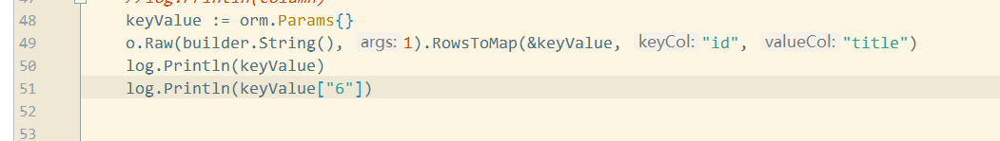 48 keyValue := orm.Params{}
49 o.Raw(builder.String(), args: 1).RowsToMap(&keyValue, keyCol: "id", valueCol: "title")
50 log.Println(keyValue)
51 log.Println(keyValue["6"])
52
53